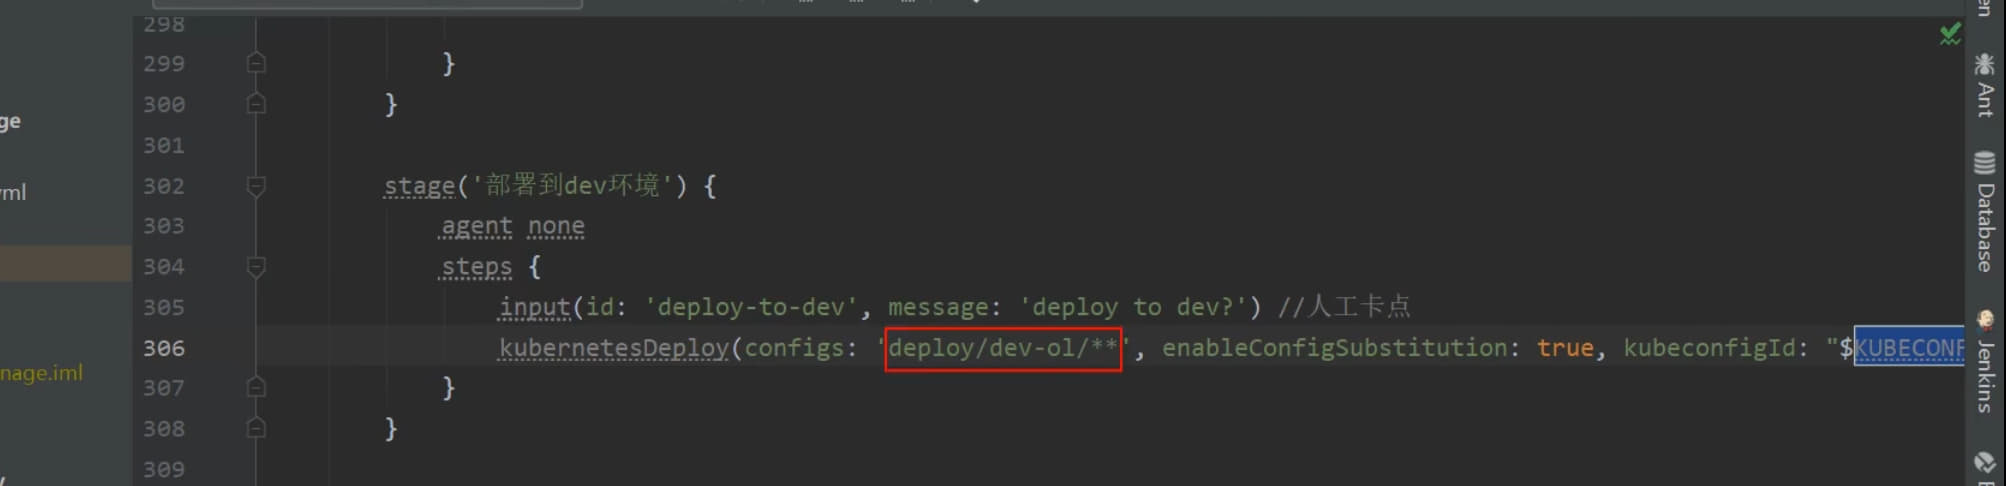 298
299 }
300 }
301
302 stage('部署到dev环境') {
303 agent none
304 steps {
305 input(id: 'deploy-to-dev', message: 'deploy to dev?') //人工卡点
306 kubernetesDeploy(configs: 'deploy/dev-ol/**', enableConfigSubstitution: true, kubeconfigId: "$KUBECONF
307 }
308 }
309
ge
ml
nage.iml
en
Ant
Database
Jenkins